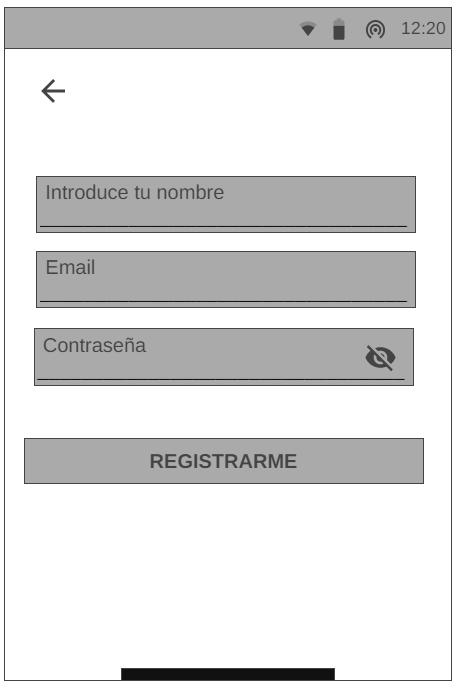 12:20
Introduce tu nombre
Email
Contraseña
REGISTRARME